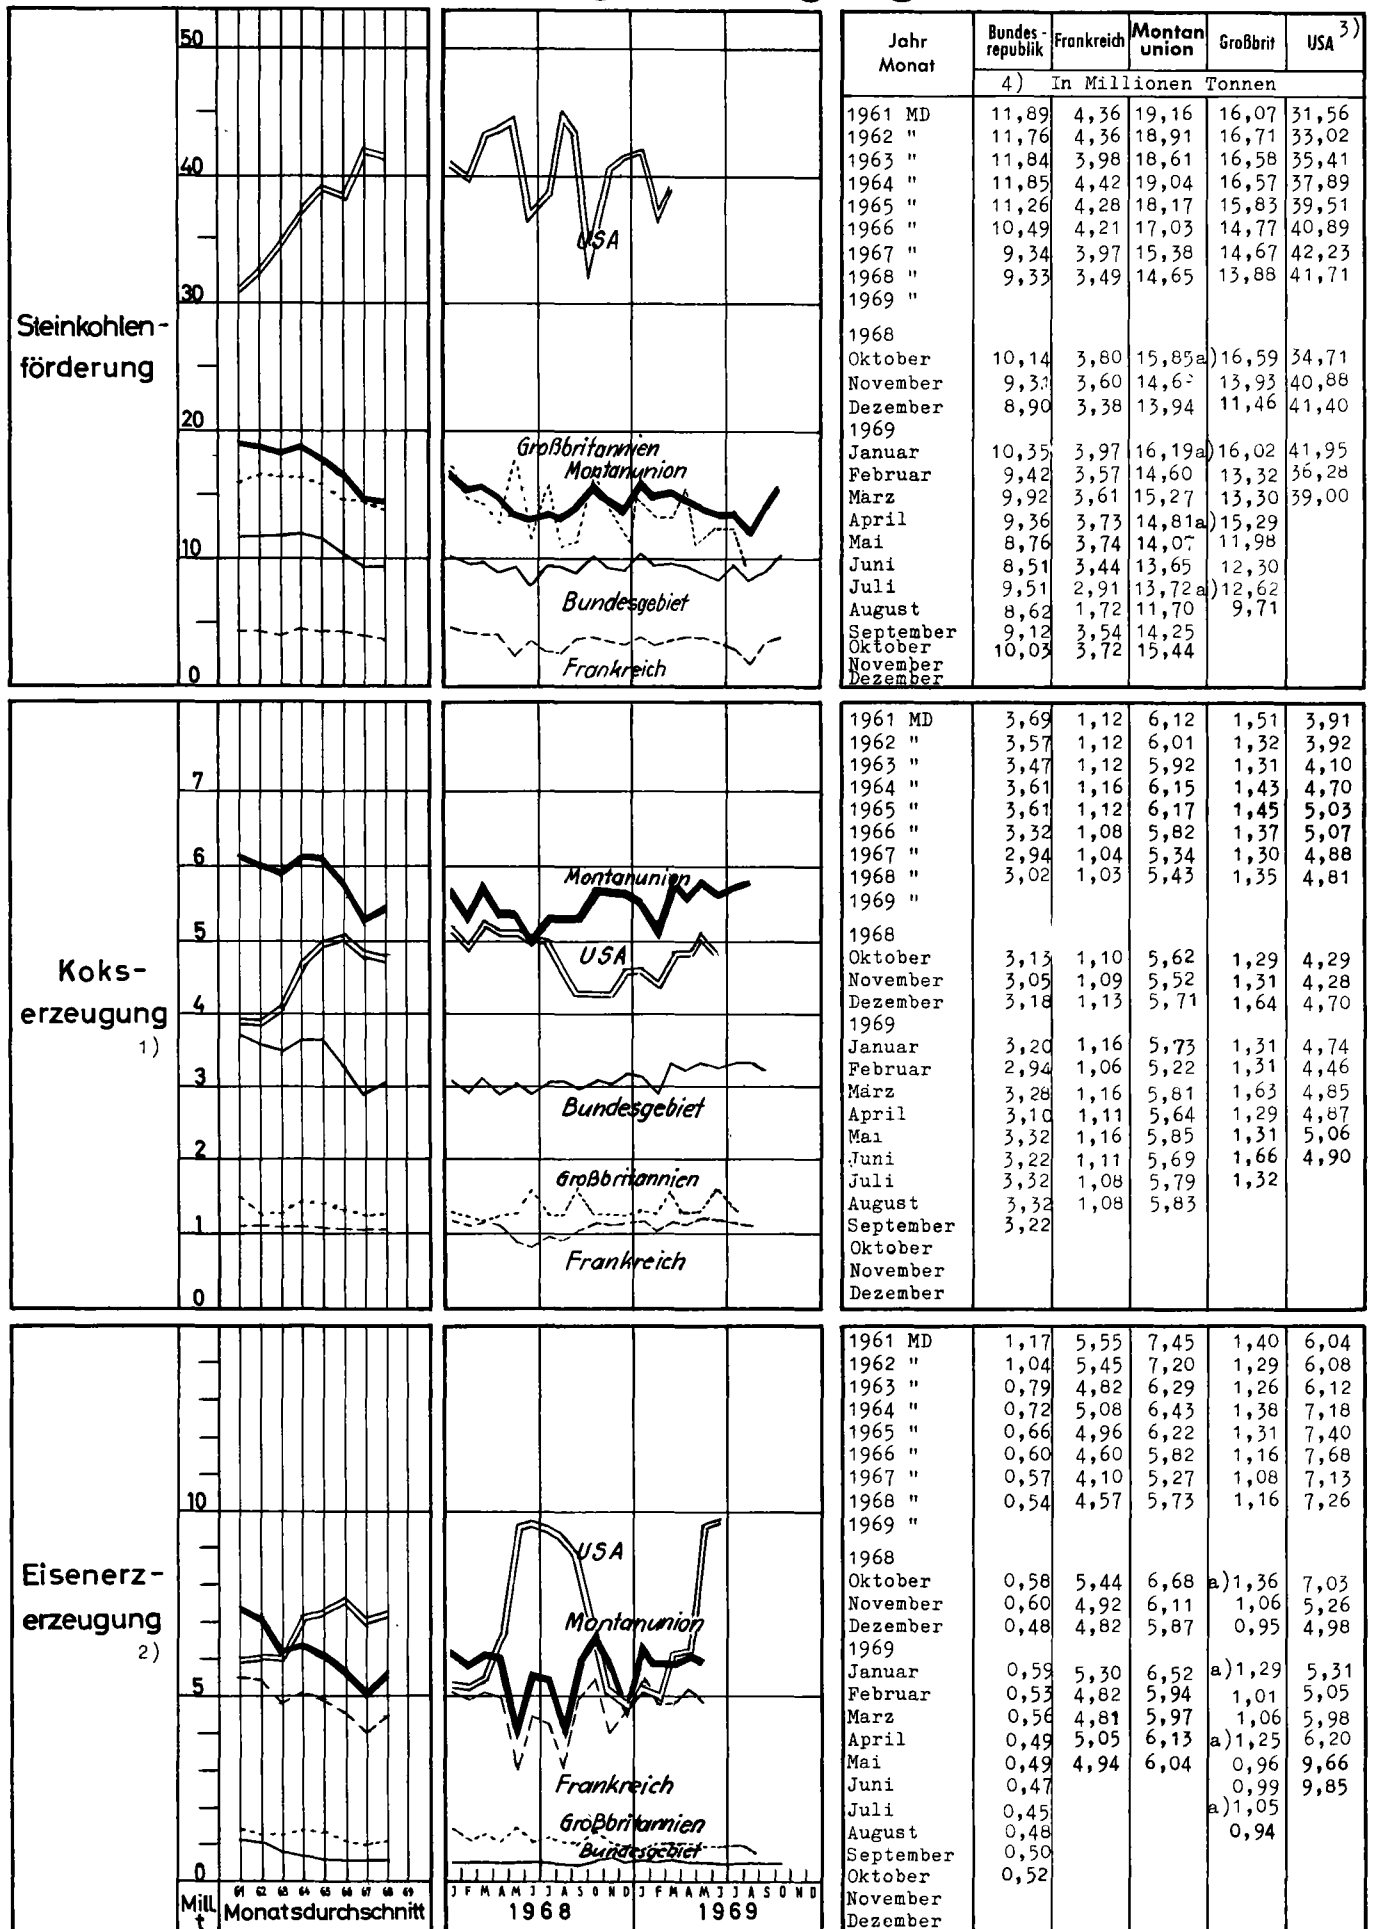 Jahr Monat | Bundes-republik | Frankreich | Montan union | Großbrit | USA 3)
4) In Millionen Tonnen
Steinkohlen-
förderung
50
40
30
20
10
0
USA
Großbritannien
Montanunion
Bundesgebiet
Frankreich
1961 MD 11,89 4,36 19,16 16,07 31,56
1962 " 11,76 4,36 18,91 16,71 33,02
1963 " 11,84 3,98 18,61 16,58 35,41
1964 " 11,85 4,42 19,04 16,57 37,89
1965 " 11,26 4,28 18,17 15,83 39,51
1966 " 10,49 4,21 17,03 14,77 40,89
1967 " 9,34 3,97 15,38 14,67 42,23
1968 " 9,33 3,49 14,65 13,88 41,71
1969 "
1968
Oktober 10,14 3,80 15,85 a)16,59 34,71
November 9,31 3,60 13,93 40,88
Dezember 8,90 3,38 13,94 11,46 41,40
1969
Januar 10,35 3,97 16,19 a)16,02 41,95
Februar 9,42 3,57 14,60 13,32 36,28
März 9,92 3,61 15,27 13,30 39,00
April 9,36 3,73 14,81 a)15,29
Mai 8,76 3,74 14,07 11,98
Juni 8,51 3,44 13,65 12,30
Juli 9,51 2,91 13,72 a)12,62
August 8,62 1,72 11,70 9,71
September 9,12 3,54 14,25
Oktober 10,03 3,72 15,44
November
Dezember
Koks-
erzeugung
1)
7
6
5
4
3
2
1
0
Montanunion
USA
Bundesgebiet
Großbritannien
Frankreich
1961 MD 3,69 1,12 6,12 1,51 3,91
1962 " 3,57 1,12 6,01 1,32 3,92
1963 " 3,47 1,12 5,92 1,31 4,10
1964 " 3,61 1,16 6,15 1,43 4,70
1965 " 3,61 1,12 6,17 1,45 5,03
1966 " 3,32 1,08 5,82 1,37 5,07
1967 " 2,94 1,04 5,34 1,30 4,88
1968 " 3,02 1,03 5,43 1,35 4,81
1969 "
1968
Oktober 3,13 1,10 5,62 1,29 4,29
November 3,05 1,09 5,52 1,31 4,28
Dezember 3,18 1,13 5,71 1,64 4,70
1969
Januar 3,20 1,16 5,73 1,31 4,74
Februar 2,94 1,06 5,22 1,31 4,46
März 3,28 1,16 5,81 1,63 4,85
April 3,10 1,11 5,64 1,29 4,87
Mai 3,32 1,16 5,85 1,31 5,06
Juni 3,22 1,11 5,69 1,66 4,90
Juli 3,32 1,08 5,79 1,32
August 3,32 1,08 5,83
September 3,22
Oktober
November
Dezember
Eisenerz-
erzeugung
2)
10
5
0
USA
Montanunion
Frankreich
Großbritannien
Bundesgebiet
1961 MD 1,17 5,55 7,45 1,40 6,04
1962 " 1,04 5,45 7,20 1,29 6,08
1963 " 0,79 4,82 6,29 1,26 6,12
1964 " 0,72 5,08 6,43 1,38 7,18
1965 " 0,66 4,96 6,22 1,31 7,40
1966 " 0,60 4,60 5,82 1,16 7,68
1967 " 0,57 4,10 5,27 1,08 7,13
1968 " 0,54 4,57 5,73 1,16 7,26
1969 "
1968
Oktober 0,58 5,44 6,68 a)1,36 7,03
November 0,60 4,92 6,11 1,06 5,26
Dezember 0,48 4,82 5,87 0,95 4,98
1969
Januar 0,59 5,30 6,52 a)1,29 5,31
Februar 0,53 4,82 5,94 1,01 5,05
Marz 0,56 4,81 5,97 1,06 5,98
April 0,49 5,05 6,13 a)1,25 6,20
Mai 0,49 4,94 6,04 0,96 9,66
Juni 0,47 0,99 9,85
Juli 0,45 a)1,05
August 0,48 0,94
September 0,50
Oktober 0,52
November
Dezember
Mill t
61 62 63 64 65 66 67 68 69
Monatsdurchschnitt
J F M A M J J A S O N D J F M A M J J A S O N D
1968 1969